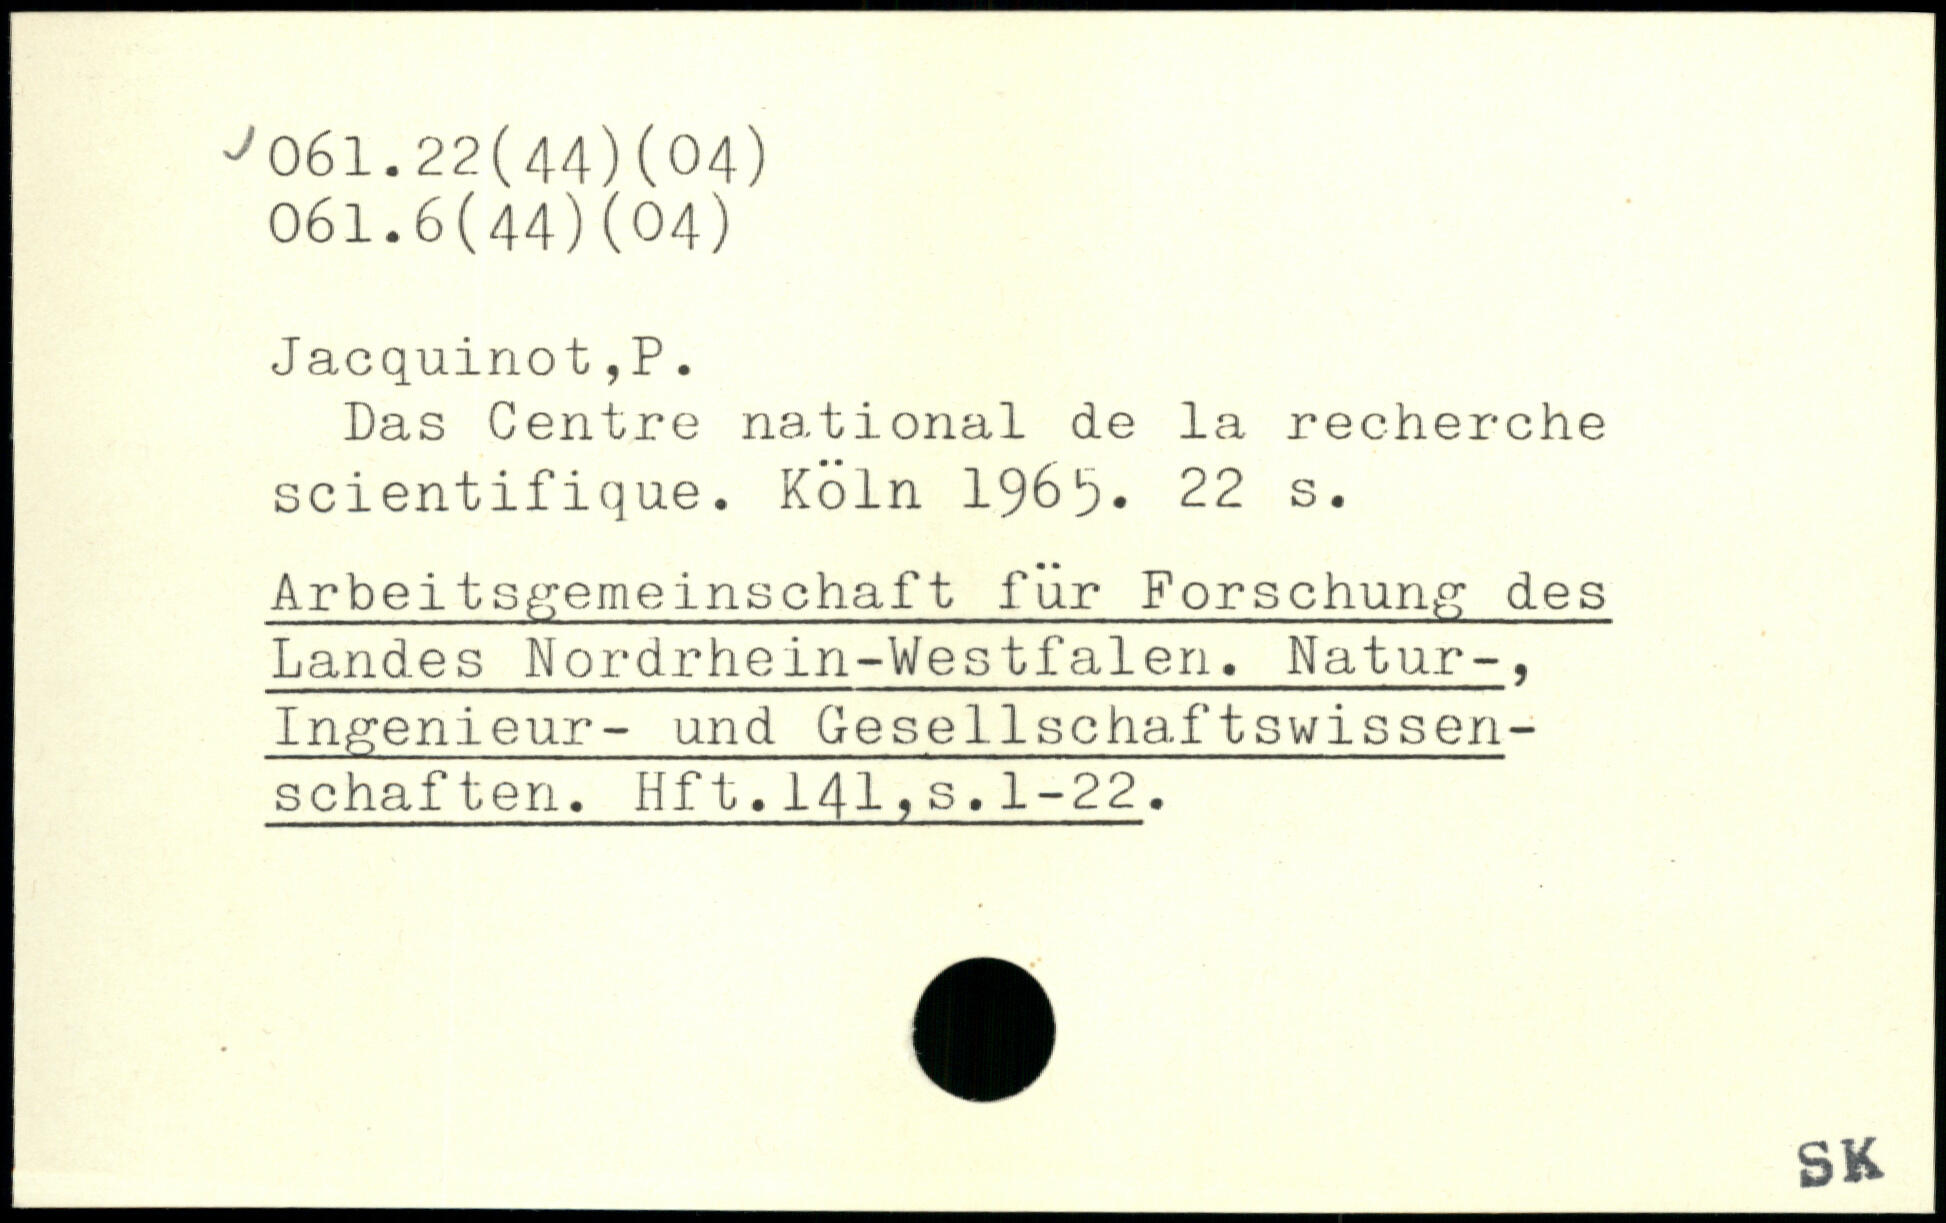 061.22(44)(04)
061.6(44)(04)
Jacquinot,P.
Das Centre national de la recherche
scientifique. Köln 1965. 22 s.
Arbeitsgemeinschaft für Forschung des
Landes Nordrhein-Westfalen. Natur-,
Ingenieur- und Gesellschaftswissen-
schaften. Hft.141,s.1-22.
SK